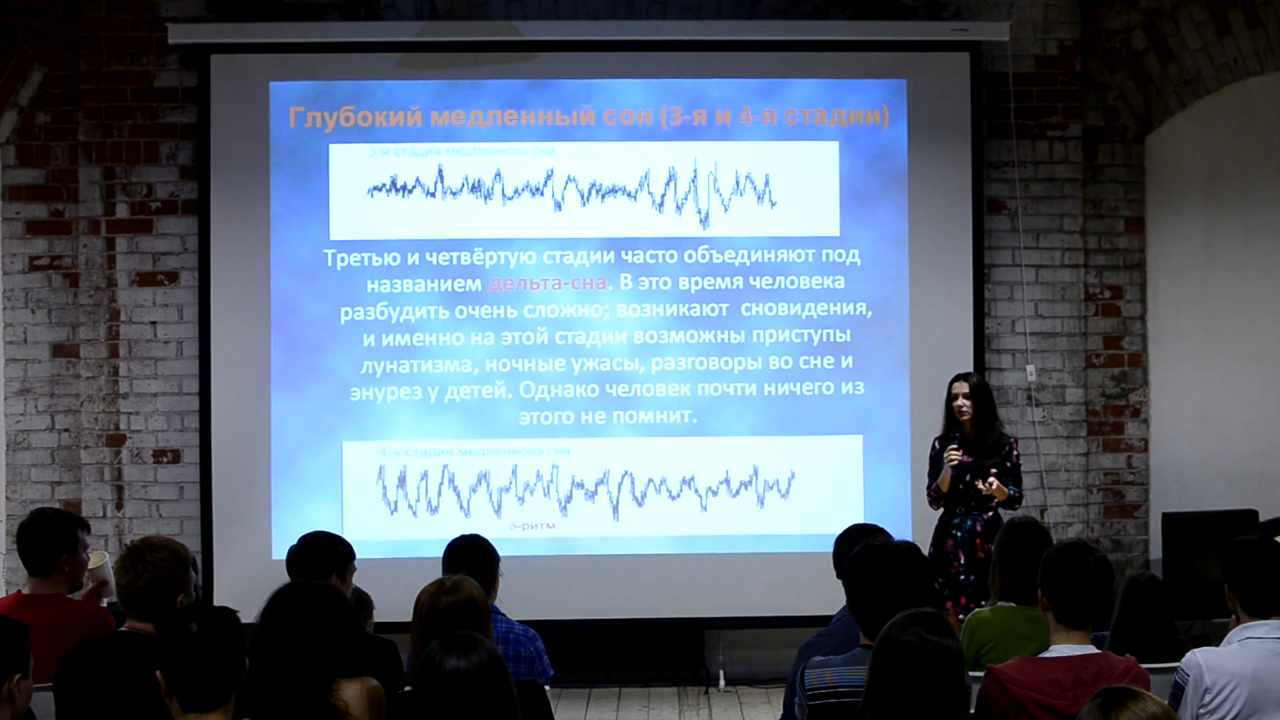 Глубокий медленный сон (3-я и 4-я стадии)
3-я стадия медленного сна
Третью и четвёртую стадии часто объединяют под
названием дельта-сна. В это время человека
разбудить очень сложно; возникают сновидения,
и именно на этой стадии возможны приступы
лунатизма, ночные ужасы, разговоры во сне и
энурез у детей. Однако человек почти ничего из
этого не помнит.
4-я стадия медленного сна
δ-ритм